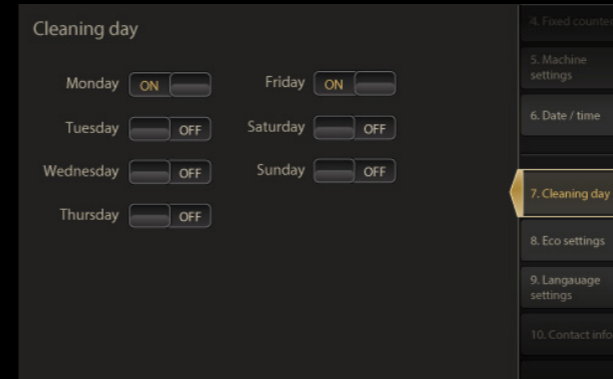 Cleaning day
Monday ON
Tuesday OFF
Wednesday OFF
Thursday OFF
Friday ON
Saturday OFF
Sunday OFF
4. Fixed counter
5. Machine
settings
6. Date / time
7. Cleaning day
8. Eco settings
9. Langauage
settings
10. Contact info